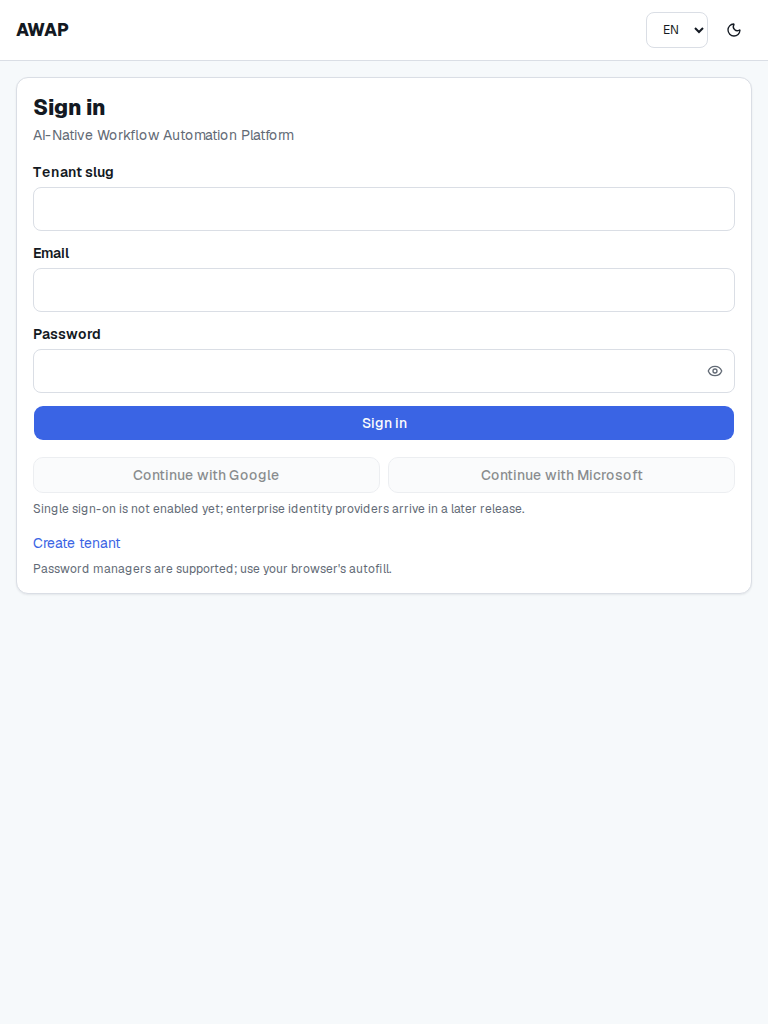 AWAP
EN
Sign in
AI-Native Workflow Automation Platform
Tenant slug
Email
Password
Sign in
Continue with Google
Continue with Microsoft
Single sign-on is not enabled yet; enterprise identity providers arrive in a later release.
Create tenant
Password managers are supported; use your browser's autofill.